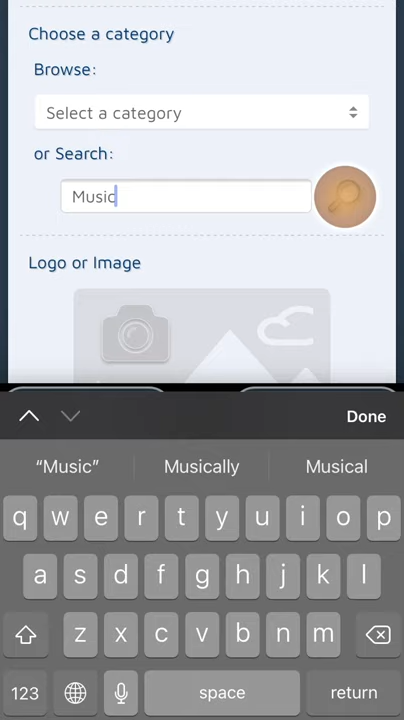 Choose a category
Browse:
Select a category
or Search:
Music
Logo or Image
Done
“Music” Musically Musical
q w e r t y u i o p
a s d f g h j k l
z x c v b n m
123 space return